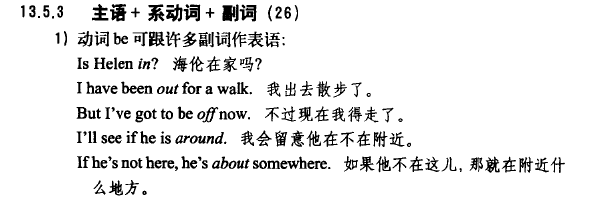 13.5.3 主语 + 系动词 + 副词 (26)
1) 动词 be 可跟许多副词作表语:
Is Helen in? 海伦在家吗?
I have been out for a walk. 我出去散步了。
But I've got to be off now. 不过现在我得走了。
I'll see if he is around. 我会留意他在不在附近。
If he's not here, he's about somewhere. 如果他不在这儿, 那就在附近什
么地方。